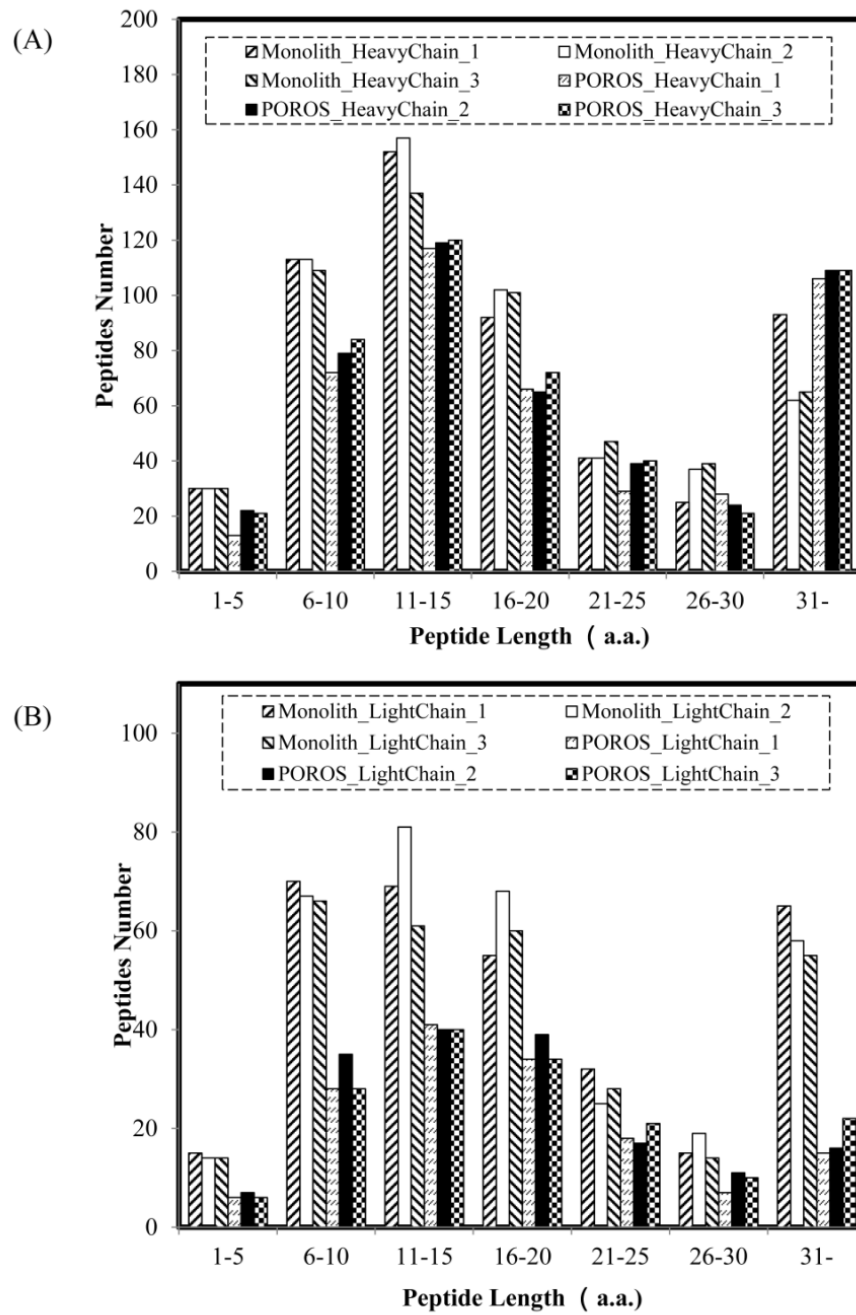 (A)
200
180
160
140
120
100
80
60
40
20
0
Peptides Number
Monolith_HeavyChain_1 Monolith_HeavyChain_2
Monolith_HeavyChain_3 POROS_HeavyChain_1
POROS_HeavyChain_2 POROS_HeavyChain_3
1-5 6-10 11-15 16-20 21-25 26-30 31-
Peptide Length ( a.a.)
(B)
100
80
60
40
20
0
Peptides Number
Monolith_LightChain_1 Monolith_LightChain_2
Monolith_LightChain_3 POROS_LightChain_1
POROS_LightChain_2 POROS_LightChain_3
1-5 6-10 11-15 16-20 21-25 26-30 31-
Peptide Length ( a.a.)